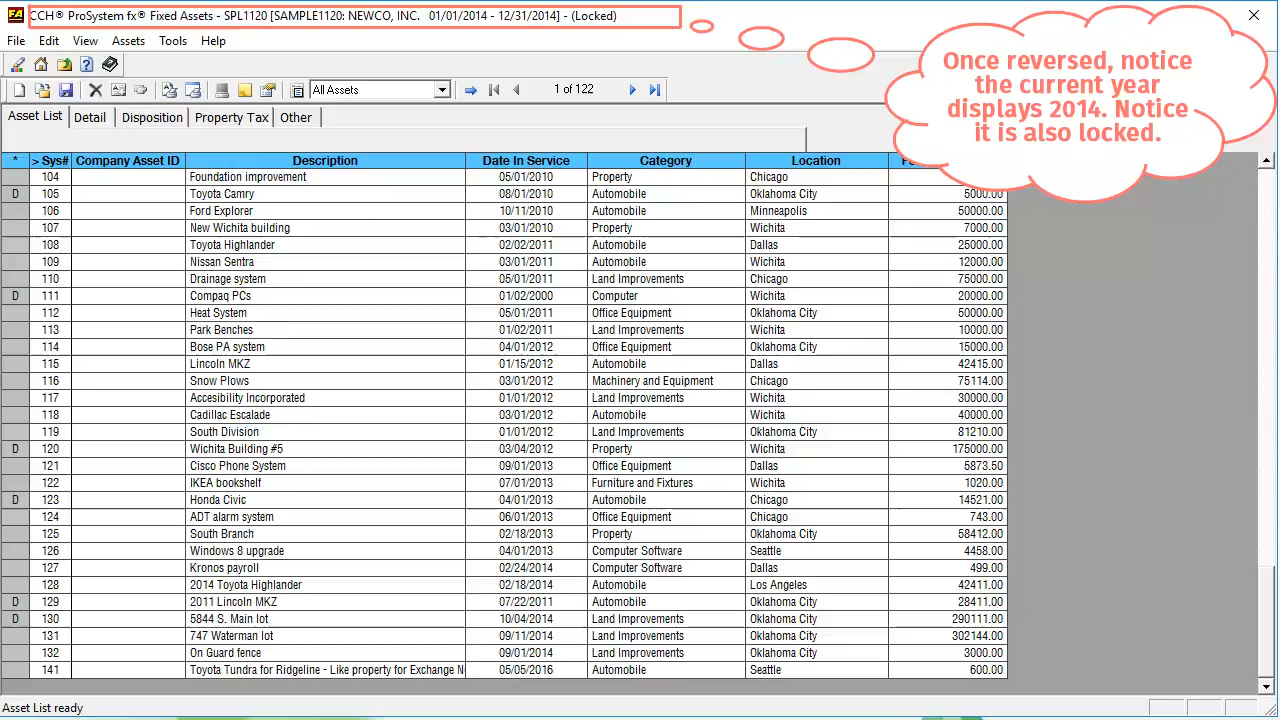 CCH® ProSystem fx® Fixed Assets - SPL1120 [SAMPLE1120: NEWCO, INC. 01/01/2014 - 12/31/2014] - (Locked)
File Edit View Assets Tools Help
Once reversed, notice
the current year
displays 2014. Notice
it is also locked.
All Assets 1 of 122
Asset List Detail Disposition Property Tax Other
* > Sys# Company Asset ID Description Date In Service Category Location
104 Foundation improvement 05/01/2010 Property Chicago
D 105 Toyota Camry 08/01/2010 Automobile Oklahoma City 5000.00
106 Ford Explorer 10/11/2010 Automobile Minneapolis 50000.00
107 New Wichita building 03/01/2010 Property Wichita 7000.00
108 Toyota Highlander 02/02/2011 Automobile Dallas 25000.00
109 Nissan Sentra 03/01/2011 Automobile Wichita 12000.00
110 Drainage system 05/01/2011 Land Improvements Chicago 75000.00
D 111 Compaq PCs 01/02/2000 Computer Wichita 20000.00
112 Heat System 05/01/2011 Office Equipment Oklahoma City 50000.00
113 Park Benches 01/02/2011 Land Improvements Wichita 10000.00
114 Bose PA system 04/01/2012 Office Equipment Oklahoma City 15000.00
115 Lincoln MKZ 01/15/2012 Automobile Dallas 42415.00
116 Snow Plows 03/01/2012 Machinery and Equipment Chicago 75114.00
117 Accesibility Incorporated 01/01/2012 Land Improvements Wichita 30000.00
118 Cadillac Escalade 03/01/2012 Automobile Wichita 40000.00
119 South Division 01/01/2012 Land Improvements Oklahoma City 81210.00
D 120 Wichita Building #5 03/04/2012 Property Wichita 175000.00
121 Cisco Phone System 09/01/2013 Office Equipment Dallas 5873.50
122 IKEA bookshelf 07/01/2013 Furniture and Fixtures Wichita 1020.00
D 123 Honda Civic 04/01/2013 Automobile Chicago 14521.00
124 ADT alarm system 06/01/2013 Office Equipment Chicago 743.00
125 South Branch 02/18/2013 Property Oklahoma City 58412.00
126 Windows 8 upgrade 04/01/2013 Computer Software Seattle 4458.00
127 Kronos payroll 02/24/2014 Computer Software Dallas 499.00
128 2014 Toyota Highlander 02/18/2014 Automobile Los Angeles 42411.00
D 129 2011 Lincoln MKZ 07/22/2011 Automobile Oklahoma City 28411.00
D 130 5844 S. Main lot 10/04/2014 Land Improvements Oklahoma City 290111.00
131 747 Waterman lot 09/11/2014 Land Improvements Oklahoma City 302144.00
132 On Guard fence 09/01/2014 Land Improvements Oklahoma City 3000.00
141 Toyota Tundra for Ridgeline - Like property for Exchange N 05/05/2016 Automobile Seattle 600.00
Asset List ready